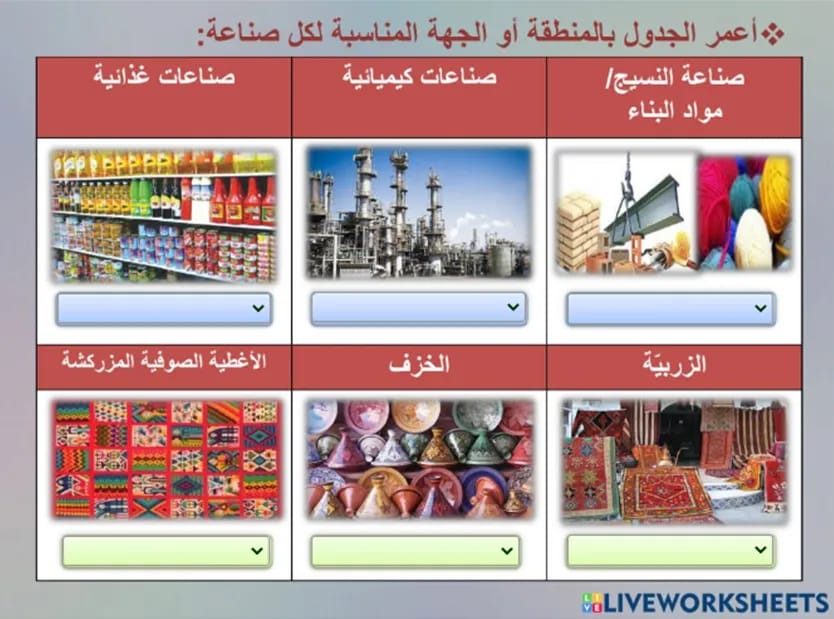 ❖أعمر الجدول بالمنطقة أو الجهة المناسبة لكل صناعة:
صناعة النسيج/
مواد البناء
صناعات كيميائية
صناعات غذائية
الزربيّة
الخزف
الأغطية الصوفية المزركشة
LIVEWORKSHEETS